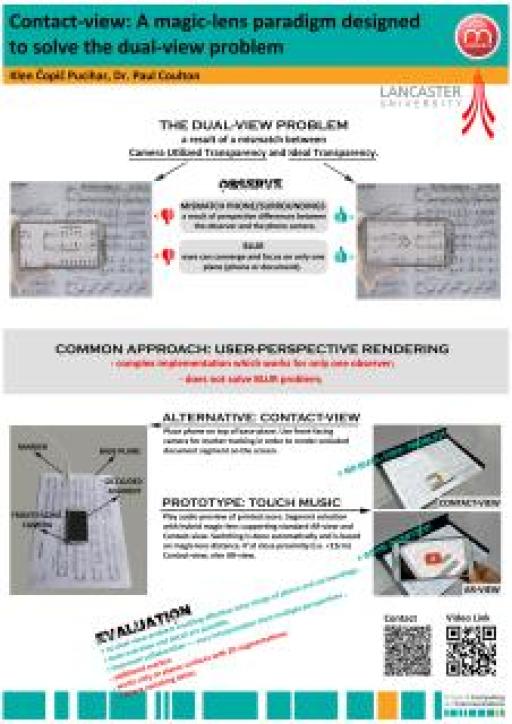 Contact-view: A magic-lens paradigm designed
to solve the dual-view problem
Klen Čopič Pucihar, Dr. Paul Coulton
LANCASTER
UNIVERSITY
THE DUAL-VIEW PROBLEM
a result of a mismatch between
Camera Utilized Transparency and Ideal Transparency.
OBSERVE
MISMATCH PHONE/SURROUNDINGS
a result of perspective differences between
the observer and the phone camera.
BLUR
eyes can converge and focus on only one
plane (phone or document).
COMMON APPROACH: USER-PERSPECTIVE RENDERING
- complex implementation which works for only one observer;
- does not solve BLUR problem;
ALTERNATIVE: CONTACT-VIEW
Place phone on top of base plane. Use front-facing
camera for marker tracking in order to render occluded
document segment on the screen.
MARKER
BASE PLANE
OCCLUDED
SEGMENT
FRONT-FACING
CAMERA
CONTACT-VIEW
PROTOTYPE: TOUCH MUSIC
Play audio preview of printed score. Segment selection
with hybrid magic-lens supporting standard AR-view and
Contact-view. Switching is done automatically and is based
on magic-lens distance. If at close proximity
Contact-view, else AR-view.
AR-VIEW
EVALUATION
Contact
Video Link